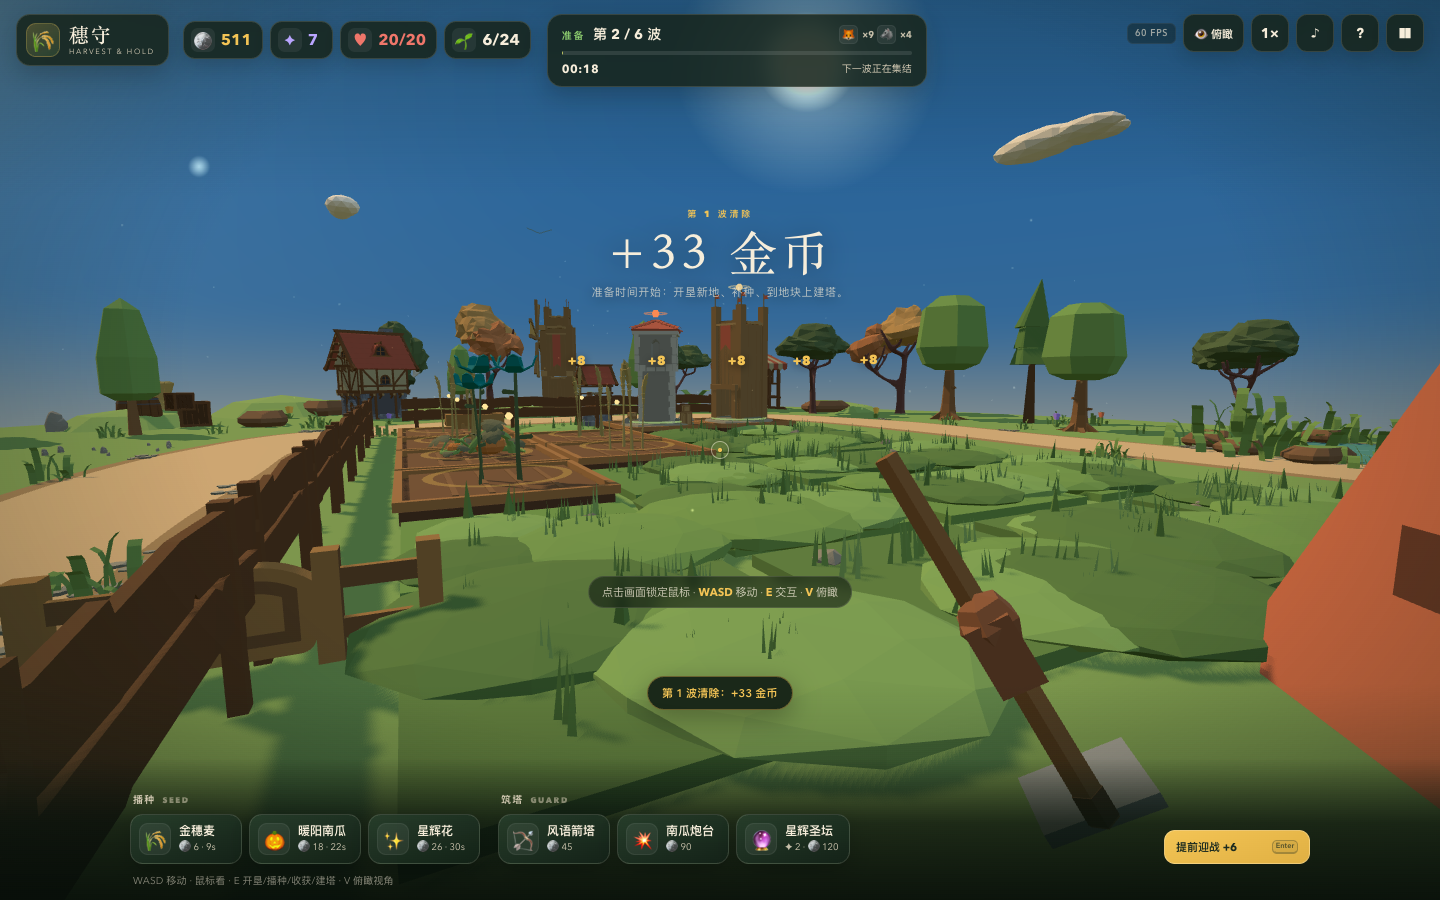 穗守
HARVEST & HOLD
511
7
20/20
6/24
准备 第 2 / 6 波
×9 ×4
00:18 下一波正在集结
60 FPS
俯瞰
1×
♪
?
第 1 波清除
+33 金币
准备时间开始：开垦新地、补种、到地块上建塔。
+8 +8 +8 +8 +8
点击画面锁定鼠标 · WASD 移动 · E 交互 · V 俯瞰
第 1 波清除：+33 金币
播种 SEED
金穗麦
6 · 9s
暖阳南瓜
18 · 22s
星辉花
26 · 30s
筑塔 GUARD
风语箭塔
45
南瓜炮台
90
星辉圣坛
✦ 2 · 120
提前迎战 +6 Enter
WASD 移动 · 鼠标看 · E 开垦/播种/收获/建塔 · V 俯瞰视角